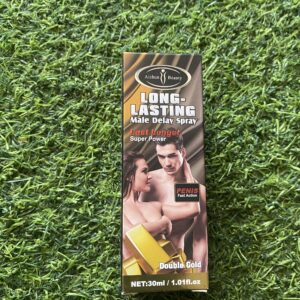 Aichun Beauty
LONG-
LASTING
Male Delay Spray
Last Longer
Super Power
PENIS
Fast Action
Double Gold
NET:30ml / 1.01fl.oz